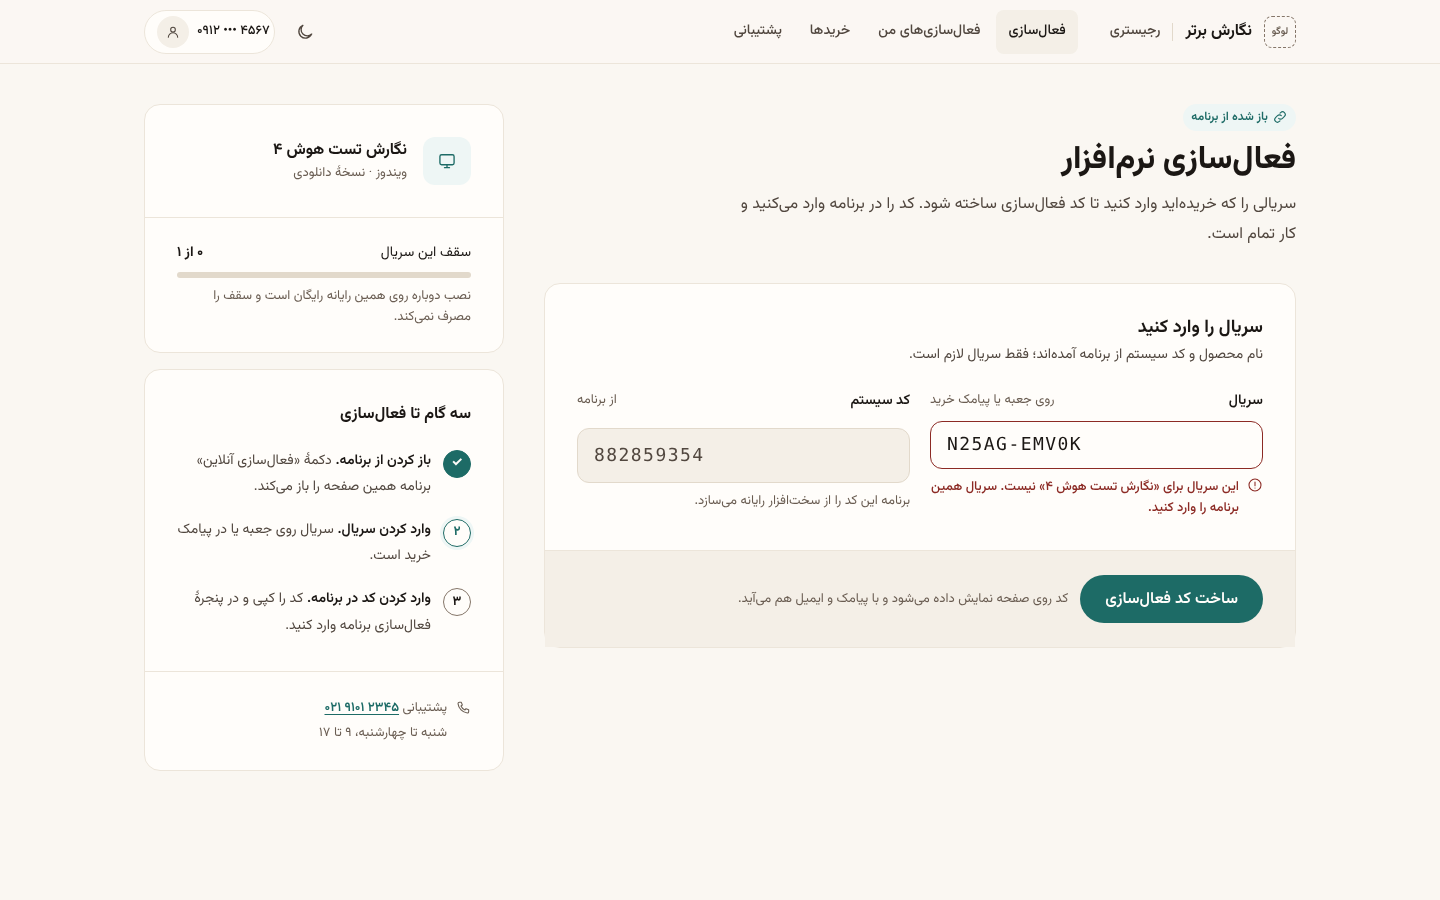 لوگو
نگارش برتر
رجیستری
فعال‌سازی
فعال‌سازی‌های من
خریدها
پشتیبانی
۰۹۱۲ ••• ۴۵۶۷
باز شده از برنامه
فعال‌سازی نرم‌افزار
سریالی را که خریده‌اید وارد کنید تا کد فعال‌سازی ساخته شود. کد را در برنامه وارد می‌کنید و
کار تمام است.
سریال را وارد کنید
نام محصول و کد سیستم از برنامه آمده‌اند؛ فقط سریال لازم است.
سریال
روی جعبه یا پیامک خرید
N25AG-EMV0K
این سریال برای «نگارش تست هوش ۴» نیست. سریال همین
برنامه را وارد کنید.
کد سیستم
از برنامه
882859354
برنامه این کد را از سخت‌افزار رایانه می‌سازد.
ساخت کد فعال‌سازی
کد روی صفحه نمایش داده می‌شود و با پیامک و ایمیل هم می‌آید.
نگارش تست هوش ۴
ویندوز · نسخهٔ دانلودی
سقف این سریال
۰ از ۱
نصب دوباره روی همین رایانه رایگان است و سقف را
مصرف نمی‌کند.
سه گام تا فعال‌سازی
باز کردن از برنامه. دکمهٔ «فعال‌سازی آنلاین»
برنامه همین صفحه را باز می‌کند.
۲
وارد کردن سریال. سریال روی جعبه یا در پیامک
خرید است.
۳
وارد کردن کد در برنامه. کد را کپی و در پنجرهٔ
فعال‌سازی برنامه وارد کنید.
پشتیبانی ۰۲۱ ۹۱۰۱ ۲۳۴۵
شنبه تا چهارشنبه، ۹ تا ۱۷